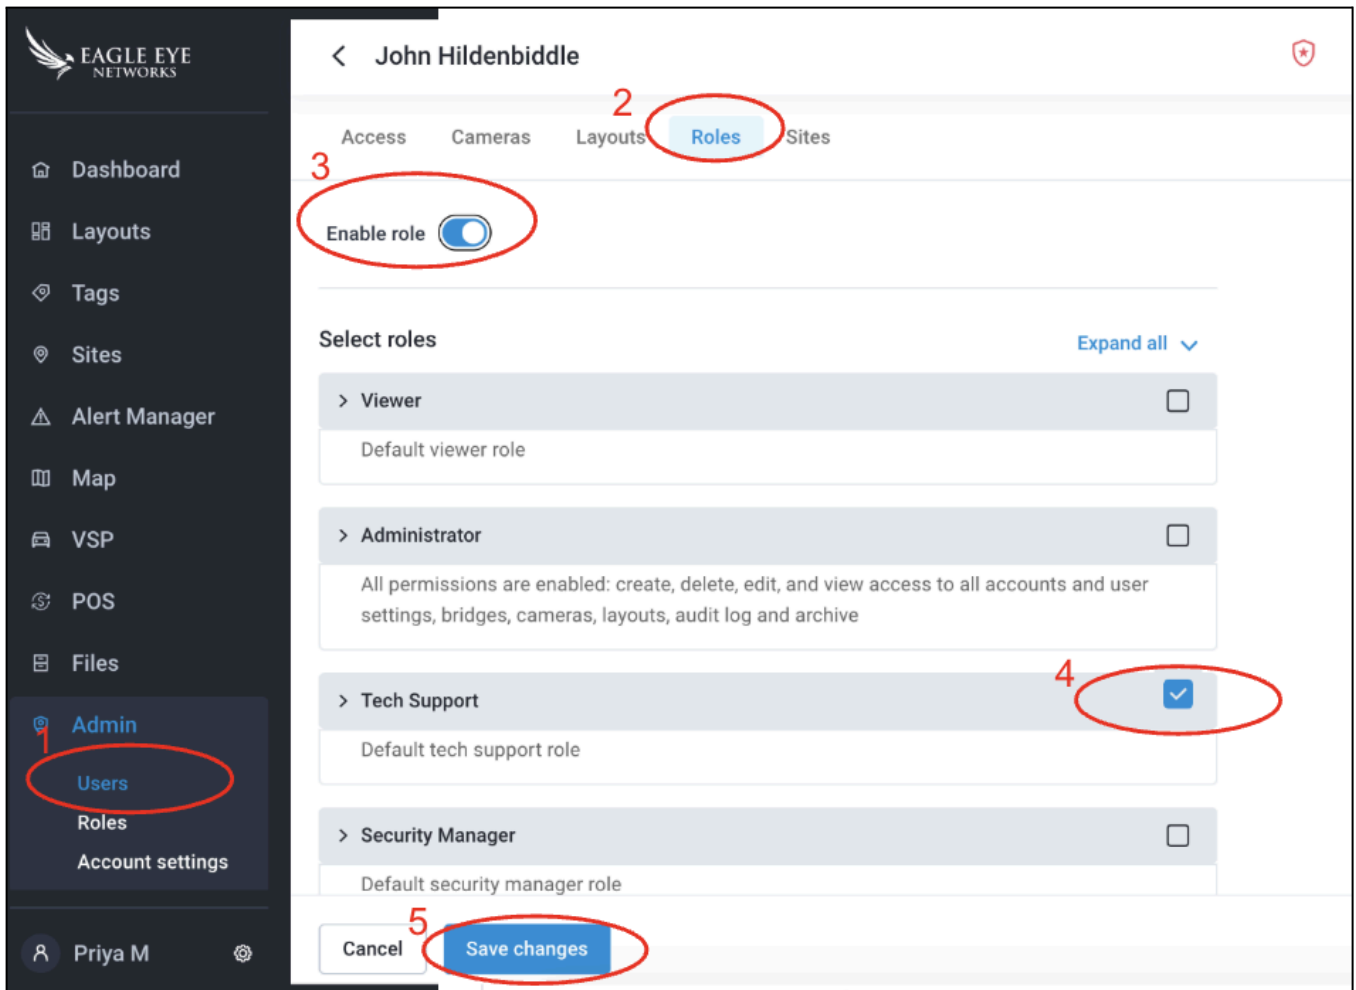 EAGLE EYE
NETWORKS
Dashboard
Layouts
Tags
Sites
Alert Manager
Map
VSP
POS
Files
Admin
1
Users
Roles
Account settings
Priya M
John Hildenbiddle
2
Access Cameras Layouts Roles Sites
3
Enable role
Select roles
Expand all
Viewer
Default viewer role
Administrator
All permissions are enabled: create, delete, edit, and view access to all accounts and user
settings, bridges, cameras, layouts, audit log and archive
4
Tech Support
Default tech support role
Security Manager
Default security manager role
5
Cancel Save changes